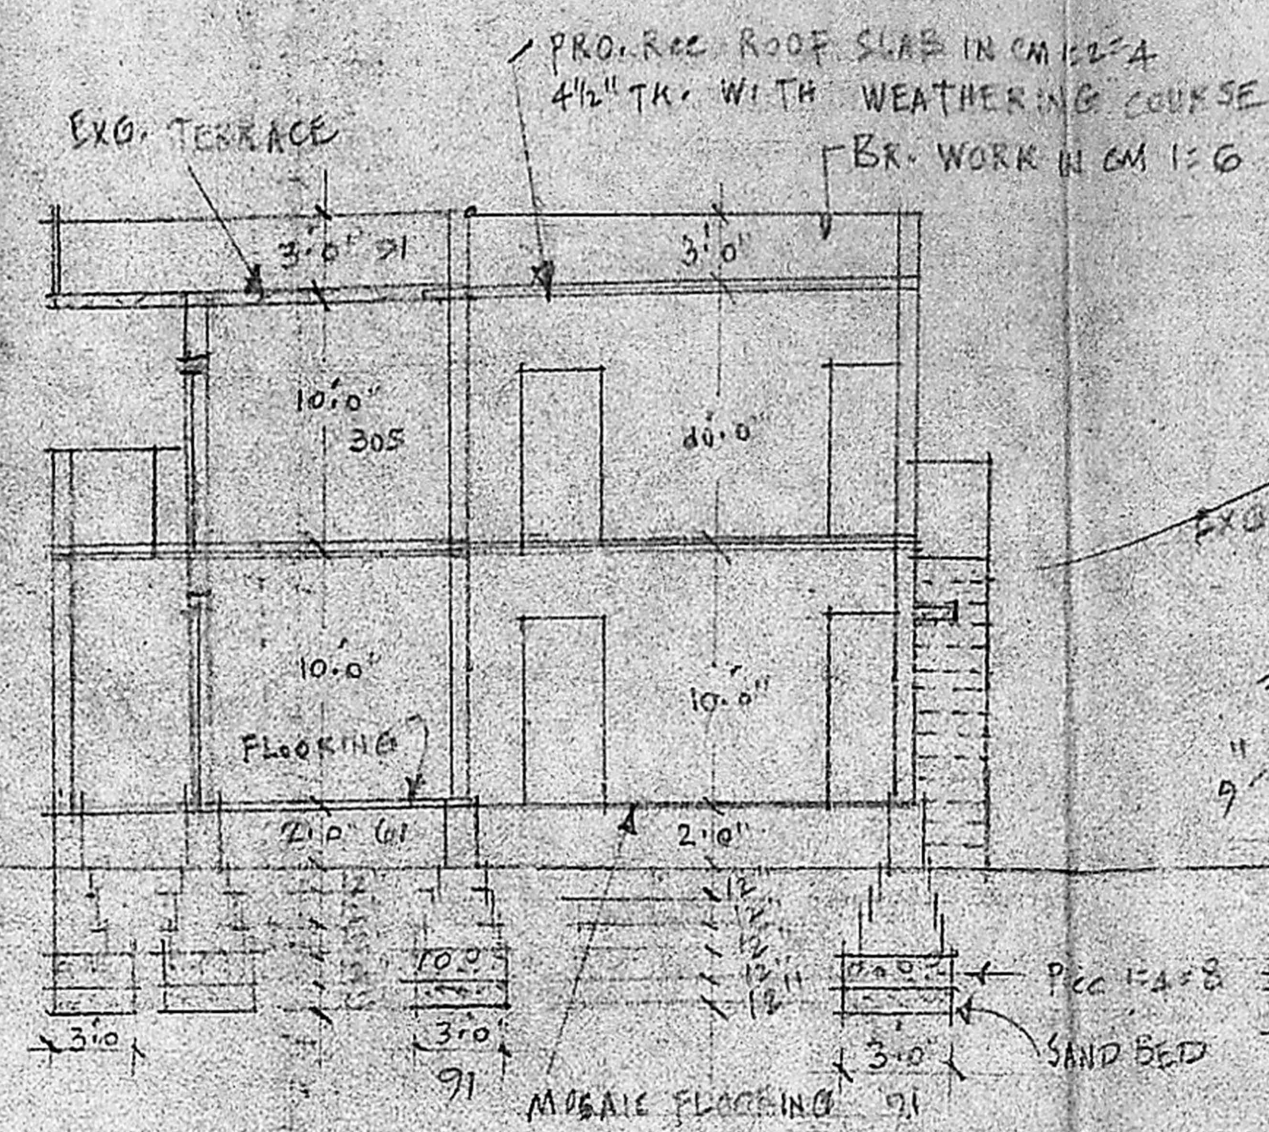 PRO. RCC ROOF SLAB IN CM 1:2:4
4½" TK. WITH WEATHERING COURSE
EXG. TERRACE
BR. WORK IN CM 1:6
3'.0" 91
3'.0"
10'.0"
305
10'.0"
EXG
10'.0"
10'.0"
FLOORING
9"
2'.0" 61
2'.0"
12"
12"
12"
12"
12"
PCC 1:4:8
3'.0
3'.0"
3'.0"
SAND BED
91
MOSAIC FLOORING
91